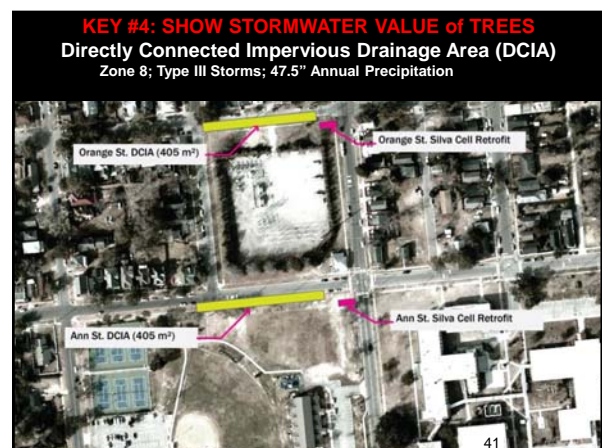 KEY #4: SHOW STORMWATER VALUE of TREES
Directly Connected Impervious Drainage Area (DCIA)
Zone 8; Type III Storms; 47.5” Annual Precipitation
Orange St. DCIA (405 m²)
Orange St. Silva Cell Retrofit
Ann St. DCIA (405 m²)
Ann St. Silva Cell Retrofit
41